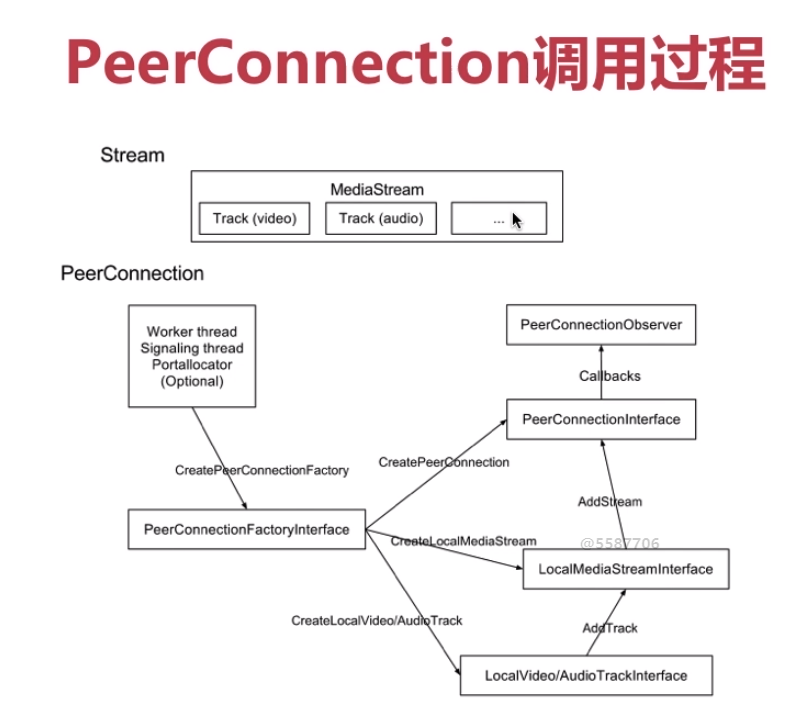 PeerConnection调用过程
Stream
MediaStream
Track (video)
Track (audio)
...
PeerConnection
Worker thread
Signaling thread
Portallocator
(Optional)
PeerConnectionObserver
Callbacks
PeerConnectionInterface
CreatePeerConnectionFactory
CreatePeerConnection
AddStream
PeerConnectionFactoryInterface
CreateLocalMediaStream
@5587706
LocalMediaStreamInterface
CreateLocalVideo/AudioTrack
AddTrack
LocalVideo/AudioTrackInterface